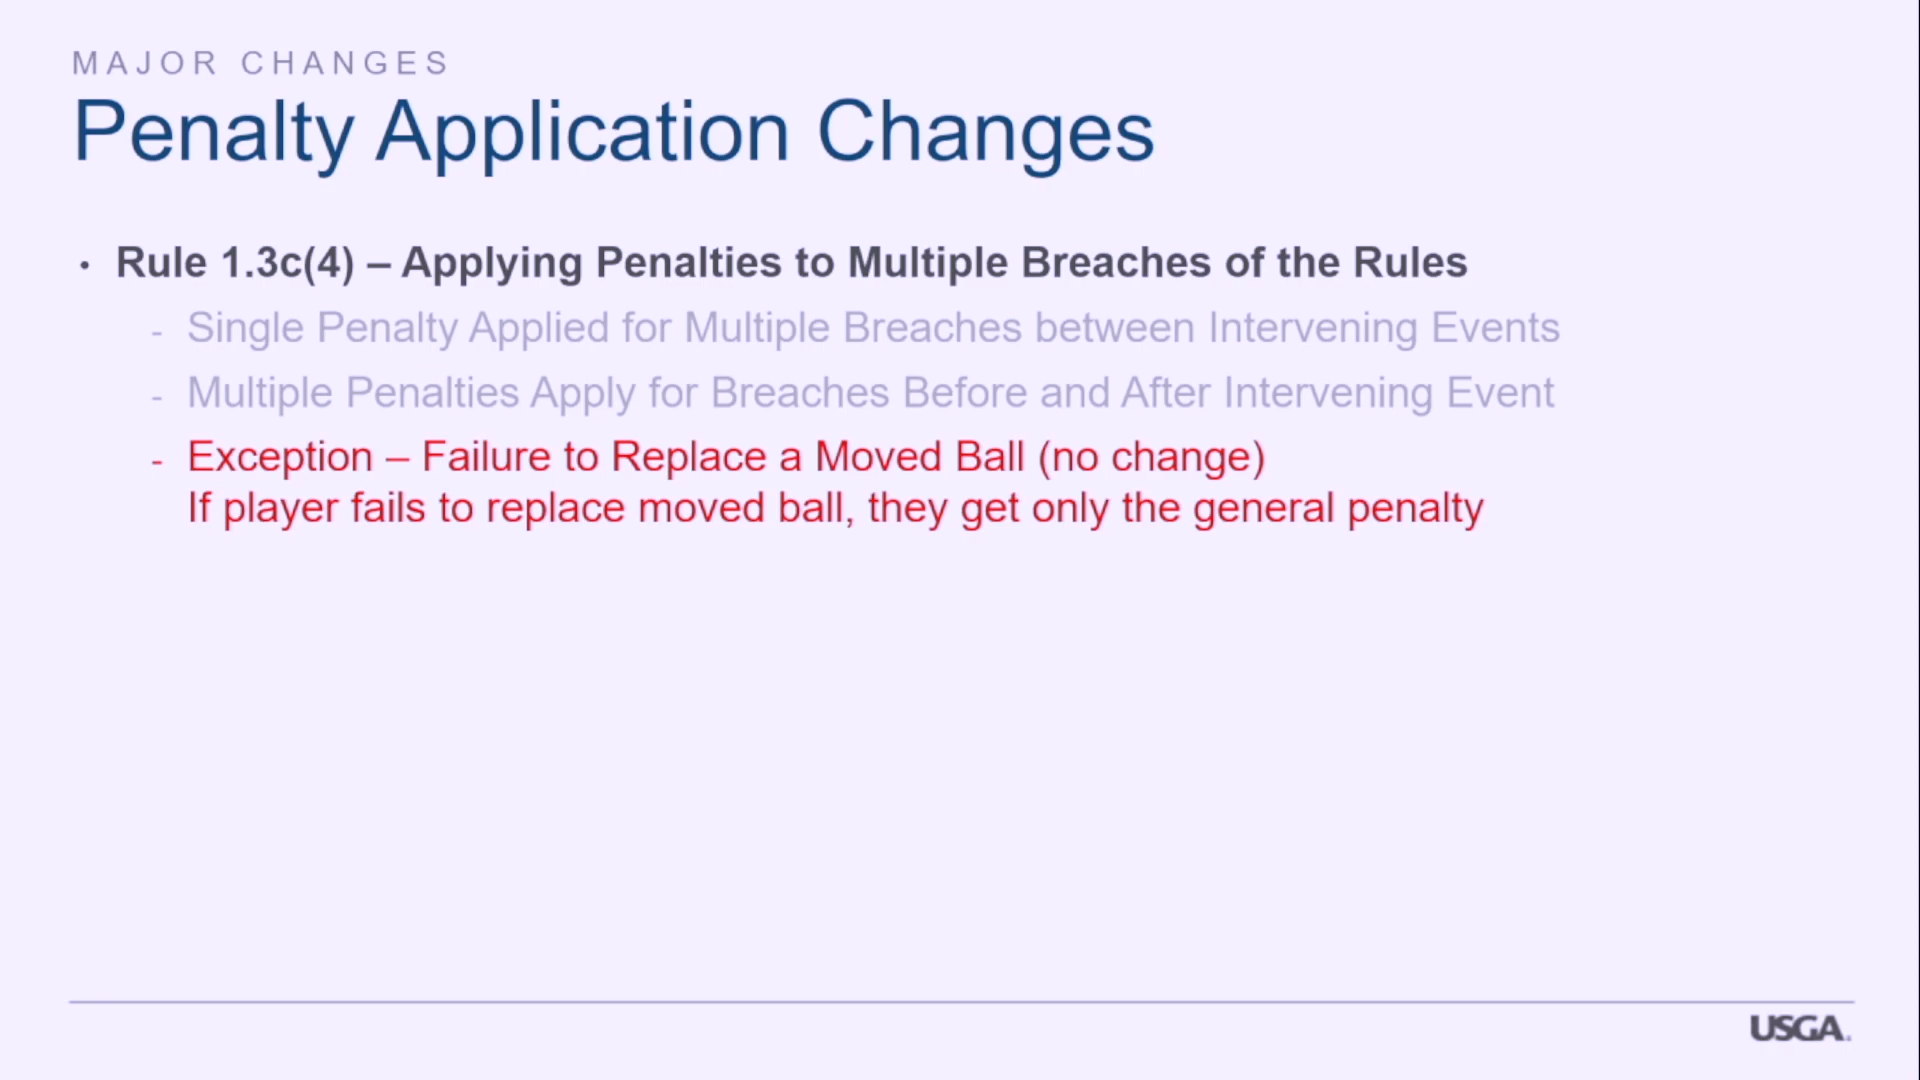 MAJOR CHANGES
Penalty Application Changes
• Rule 1.3c(4) – Applying Penalties to Multiple Breaches of the Rules
- Single Penalty Applied for Multiple Breaches between Intervening Events
- Multiple Penalties Apply for Breaches Before and After Intervening Event
- Exception – Failure to Replace a Moved Ball (no change)
If player fails to replace moved ball, they get only the general penalty
USGA.